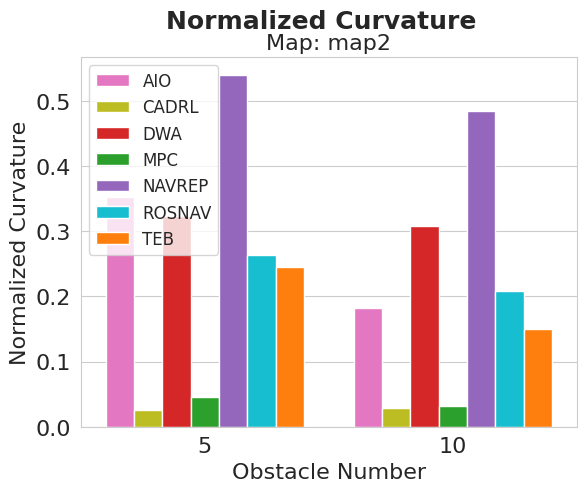 Normalized Curvature
Map: map2
Normalized Curvature
0.5
0.4
0.3
0.2
0.1
0.0
AIO
CADRL
DWA
MPC
NAVREP
ROSNAV
TEB
5
10
Obstacle Number